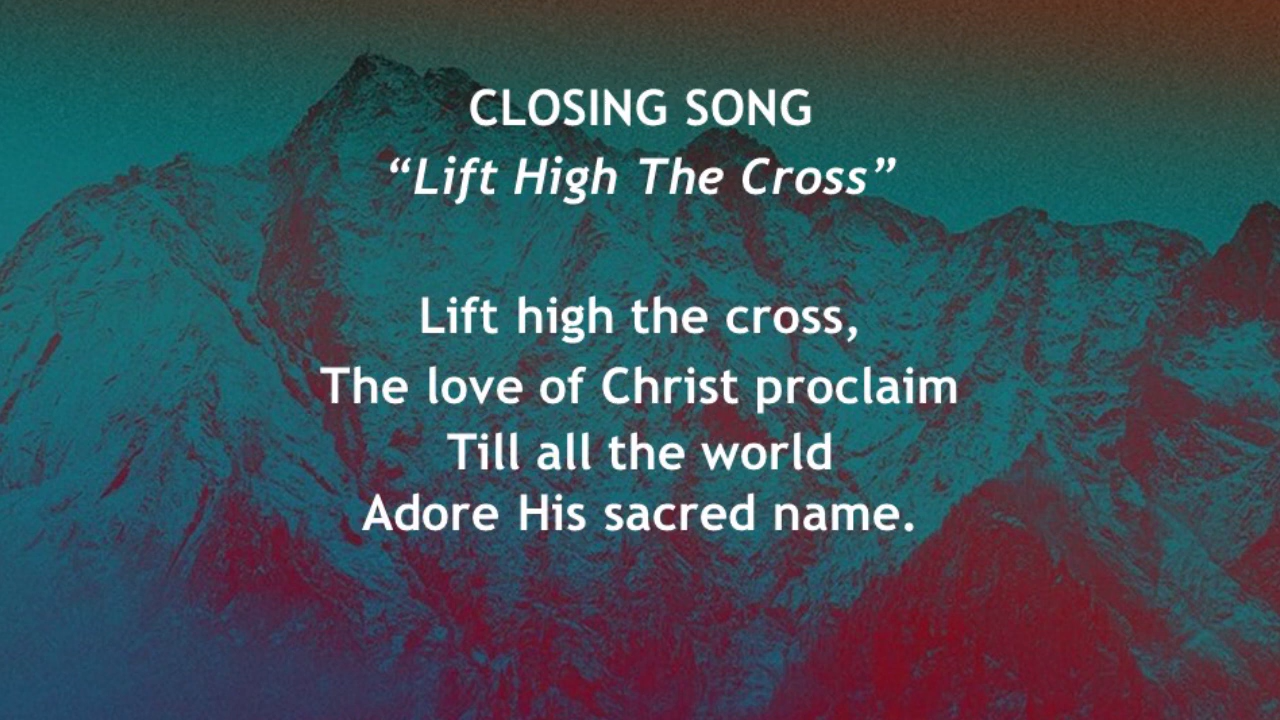 CLOSING SONG
“Lift High The Cross”
Lift high the cross,
The love of Christ proclaim
Till all the world
Adore His sacred name.